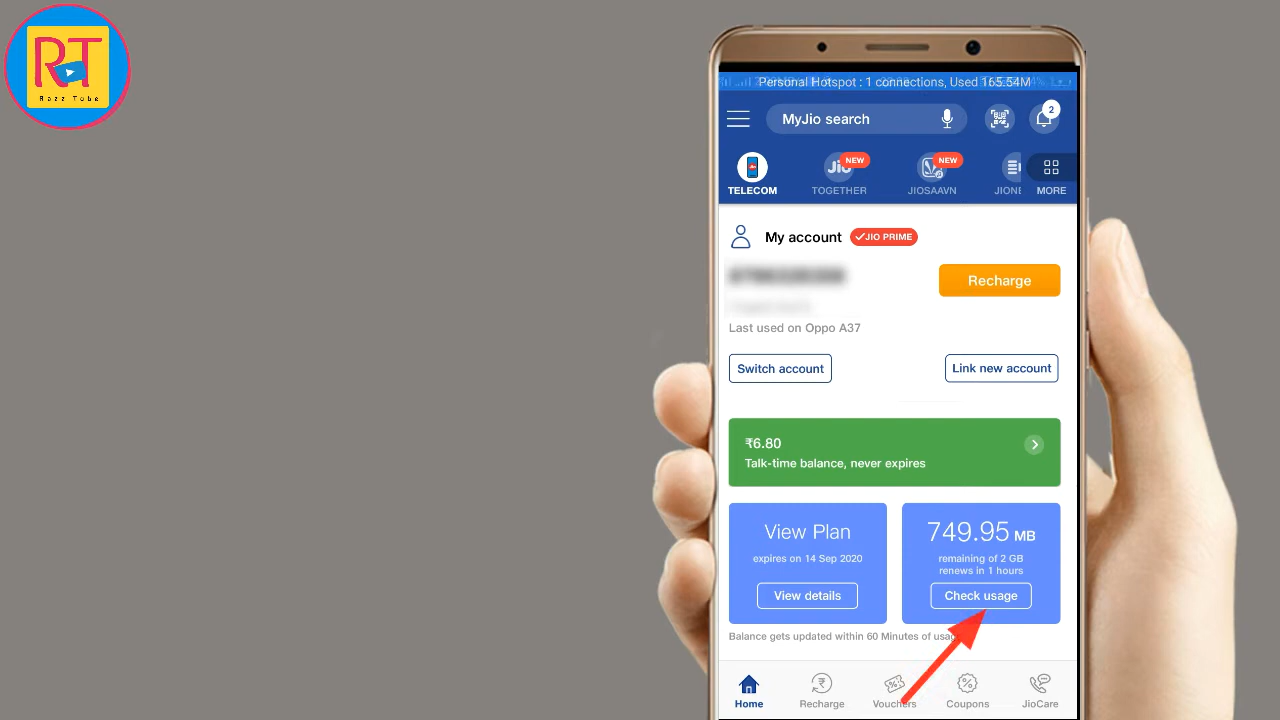 RT
Razz Tube
Personal Hotspot : 1 connections, Used 165.54M
MyJio search
2
NEW
NEW
TELECOM
TOGETHER
JIOSAAVN
MORE
My account
JIO PRIME
Recharge
Last used on Oppo A37
Switch account
Link new account
₹6.80
Talk-time balance, never expires
View Plan
expires on 14 Sep 2020
View details
749.95 MB
remaining of 2 GB
renews in 1 hours
Check usage
Balance gets updated within 60 Minutes of
Home
Recharge
Vouchers
Coupons
JioCare